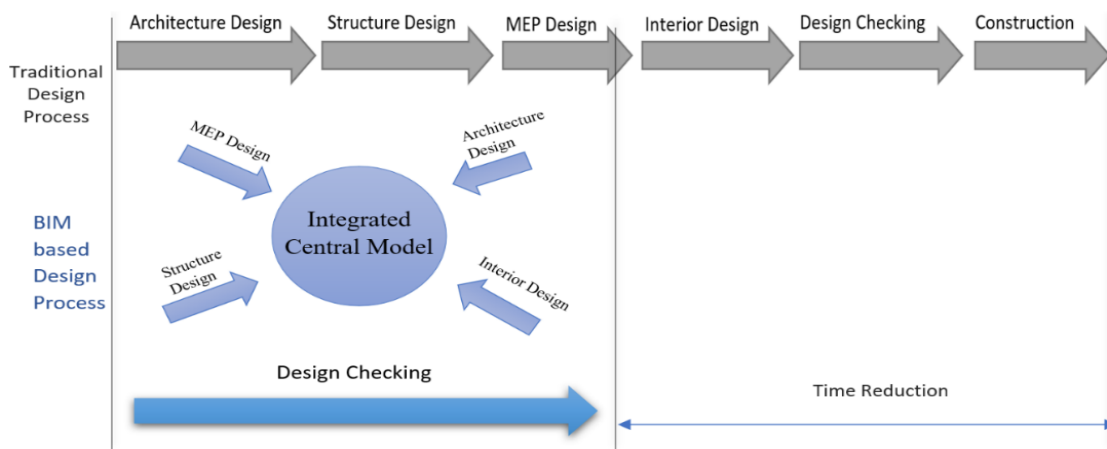 Architecture Design
Structure Design
MEP Design
Interior Design
Design Checking
Construction
Traditional
Design
Process
MEP Design
Architecture
Design
Integrated
Central Model
BIM
based
Design
Process
Structure
Design
Interior Design
Design Checking
Time Reduction